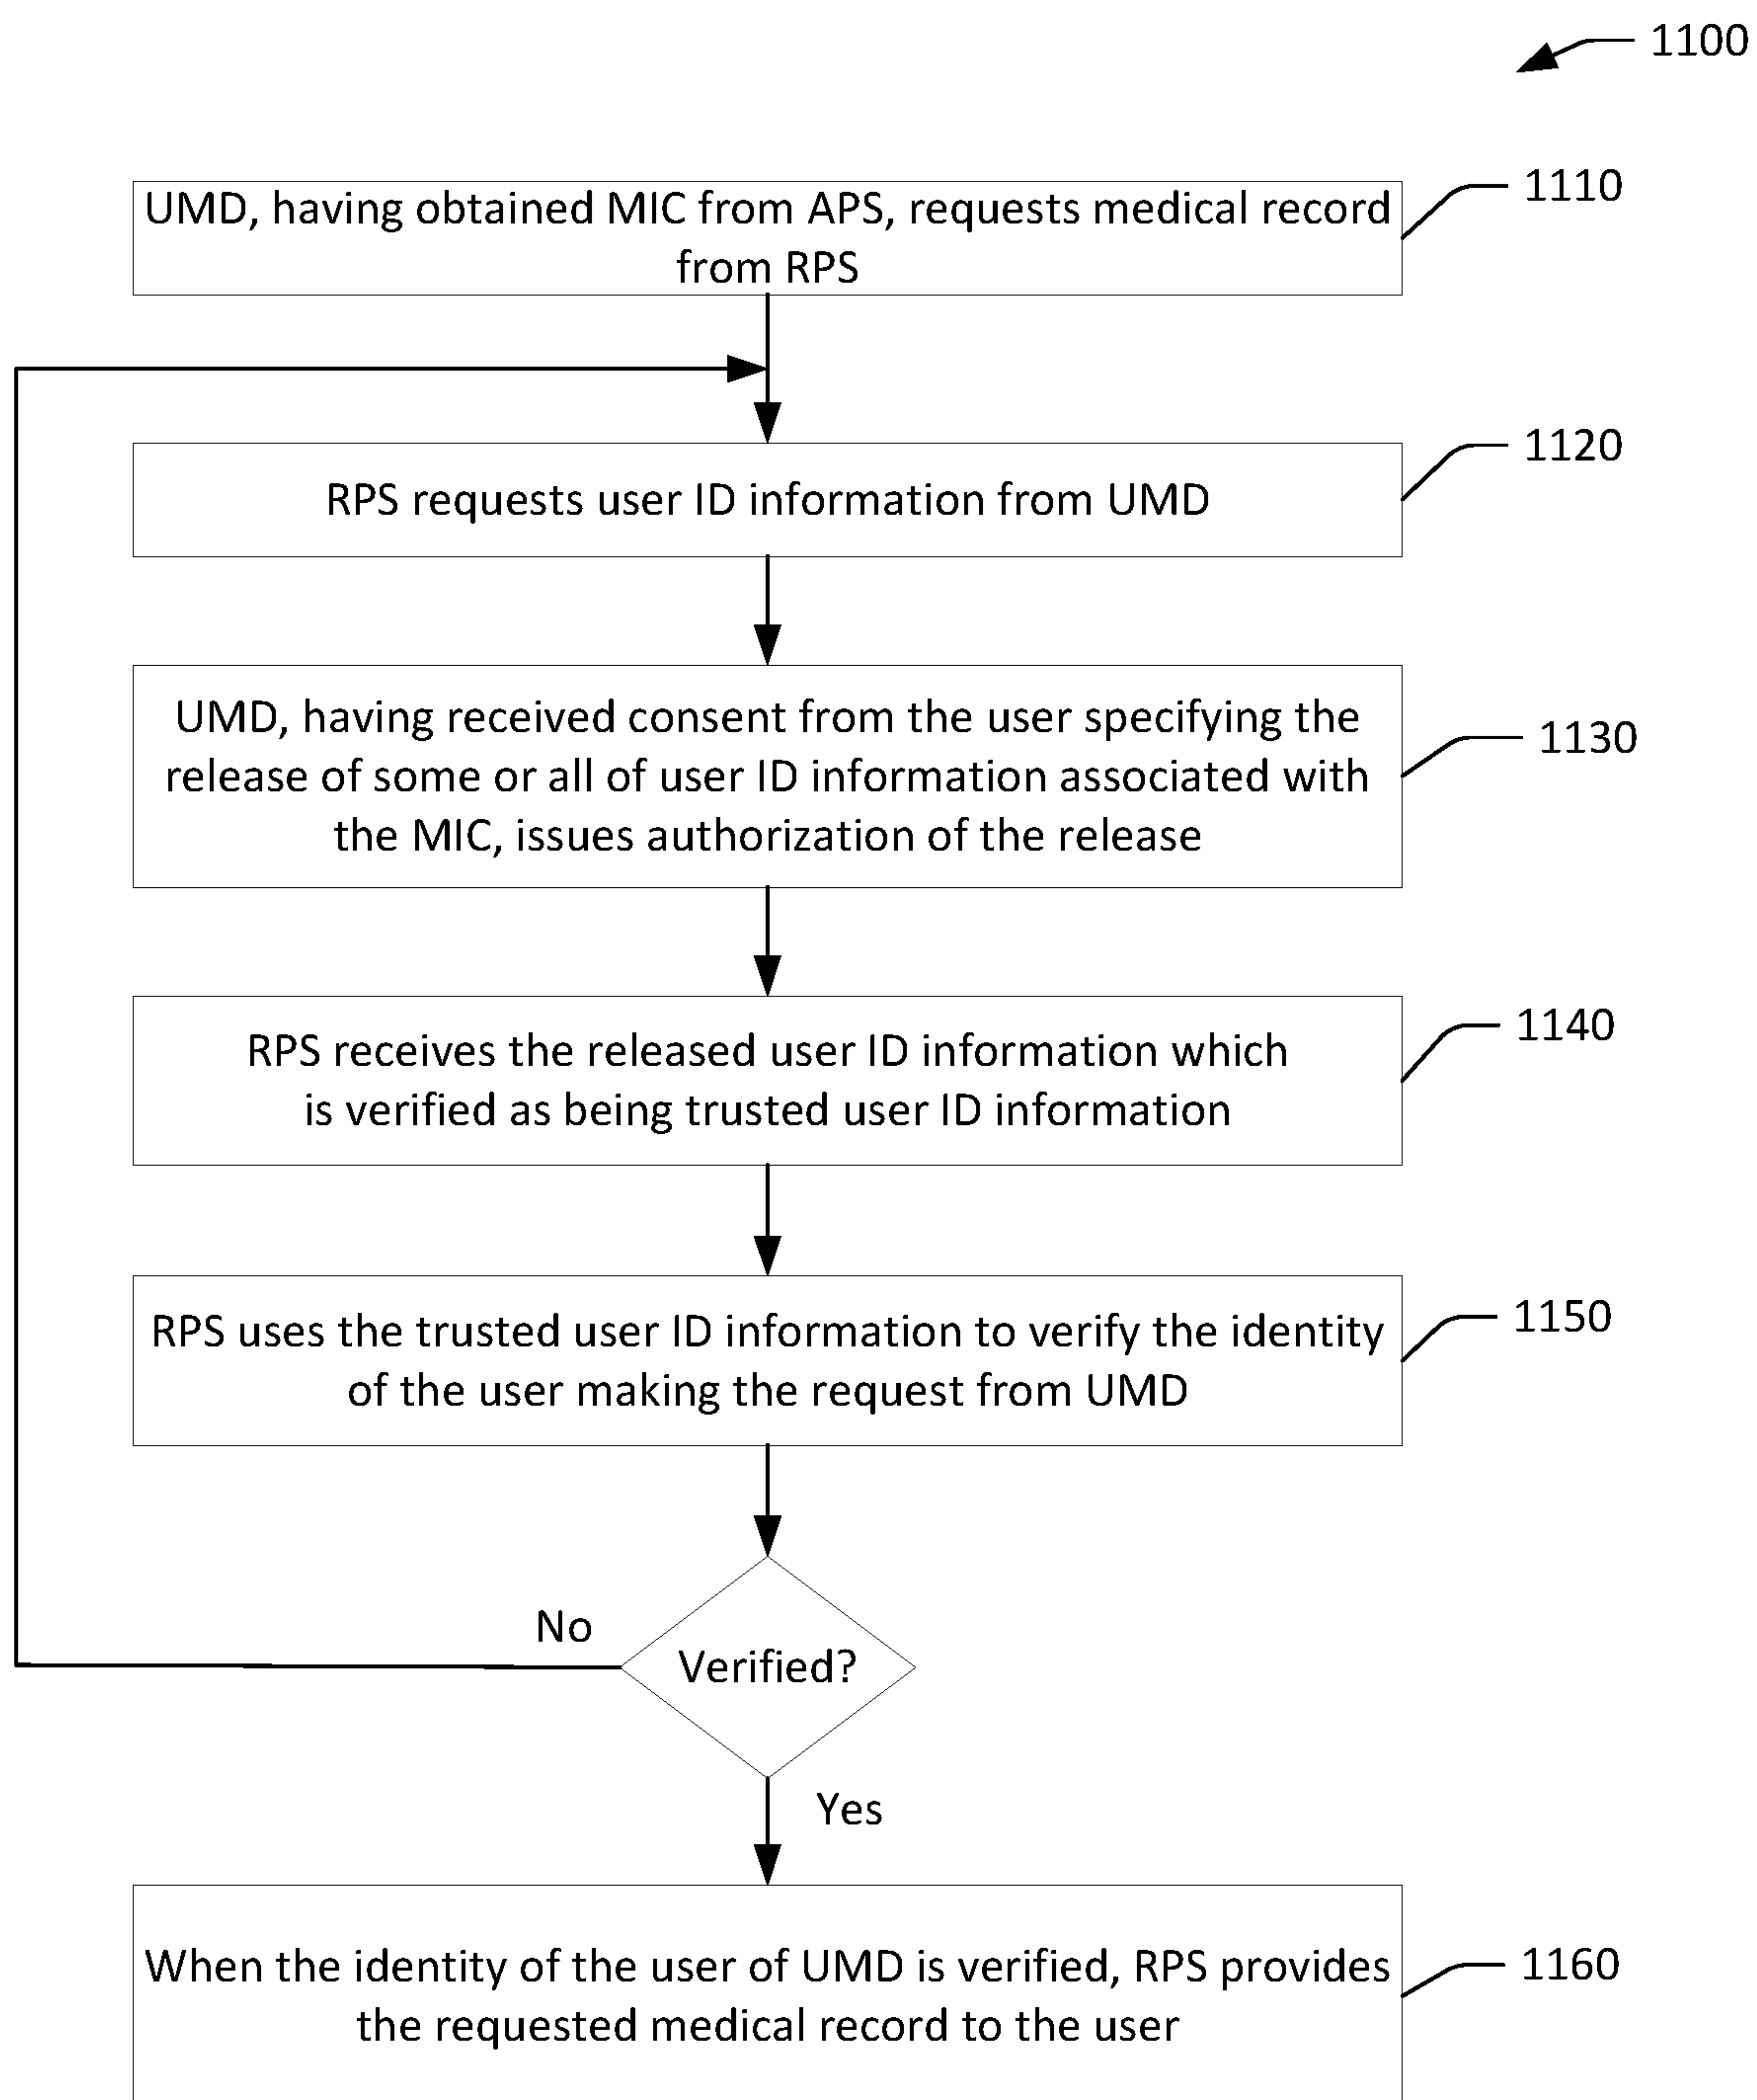 1100
UMD, having obtained MIC from APS, requests medical record
from RPS
1110
RPS requests user ID information from UMD
1120
UMD, having received consent from the user specifying the
release of some or all of user ID information associated with
the MIC, issues authorization of the release
1130
RPS receives the released user ID information which
is verified as being trusted user ID information
1140
RPS uses the trusted user ID information to verify the identity
of the user making the request from UMD
1150
Verified?
No
Yes
When the identity of the user of UMD is verified, RPS provides
the requested medical record to the user
1160